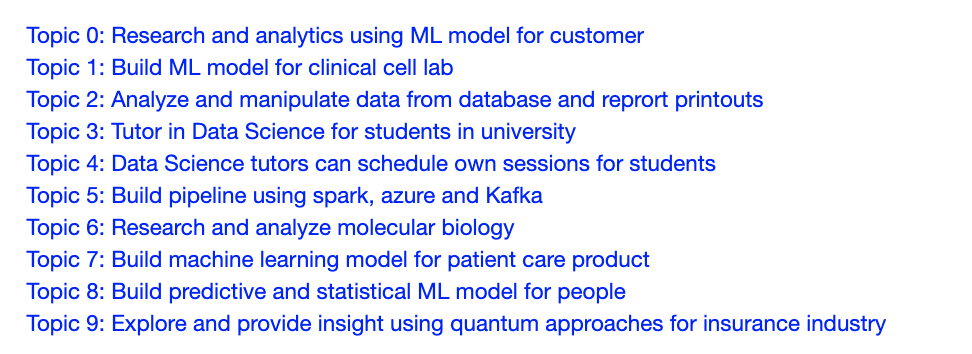 Topic 0: Research and analytics using ML model for customer
Topic 1: Build ML model for clinical cell lab
Topic 2: Analyze and manipulate data from database and reprort printouts
Topic 3: Tutor in Data Science for students in university
Topic 4: Data Science tutors can schedule own sessions for students
Topic 5: Build pipeline using spark, azure and Kafka
Topic 6: Research and analyze molecular biology
Topic 7: Build machine learning model for patient care product
Topic 8: Build predictive and statistical ML model for people
Topic 9: Explore and provide insight using quantum approaches for insurance industry